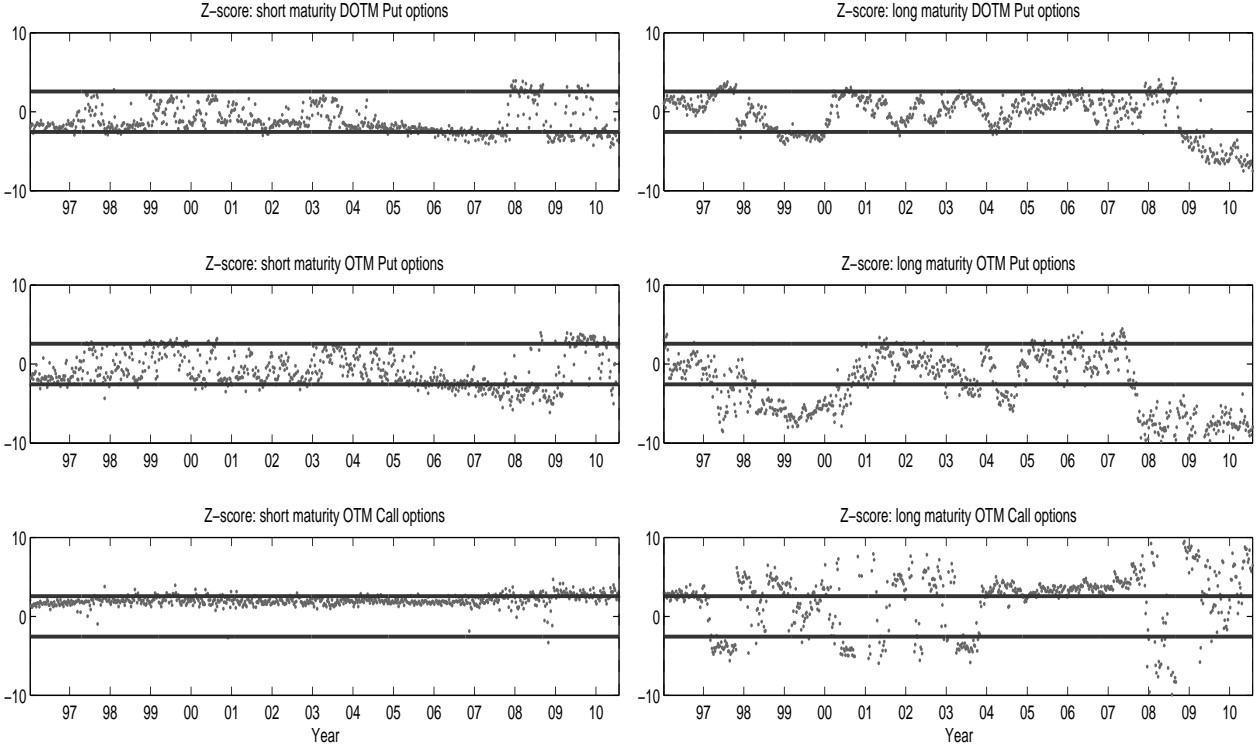 Z−score: short maturity DOTM Put options
10
0
−10
97 98 99 00 01 02 03 04 05 06 07 08 09 10
Z−score: long maturity DOTM Put options
10
0
−10
97 98 99 00 01 02 03 04 05 06 07 08 09 10
Z−score: short maturity OTM Put options
10
0
−10
97 98 99 00 01 02 03 04 05 06 07 08 09 10
Z−score: long maturity OTM Put options
10
0
−10
97 98 99 00 01 02 03 04 05 06 07 08 09 10
Z−score: short maturity OTM Call options
10
0
−10
97 98 99 00 01 02 03 04 05 06 07 08 09 10
Year
Z−score: long maturity OTM Call options
10
0
−10
97 98 99 00 01 02 03 04 05 06 07 08 09 10
Year